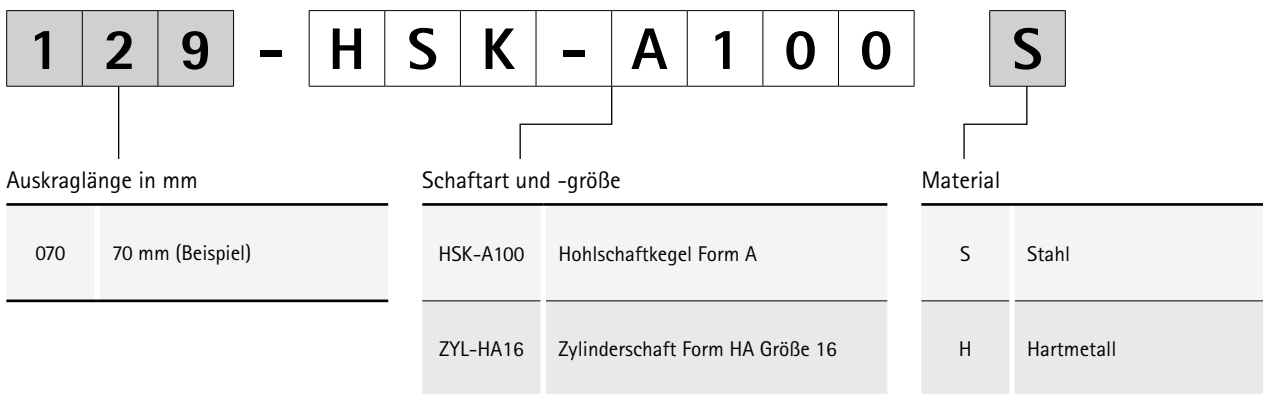 129-HSK-A100 S
Auskraglänge in mm
070 70 mm (Beispiel)
Schaftart und -größe
HSK-A100 Hohlschaftkegel Form A
ZYL-HA16 Zylinderschaft Form HA Größe 16
Material
S Stahl
H Hartmetall